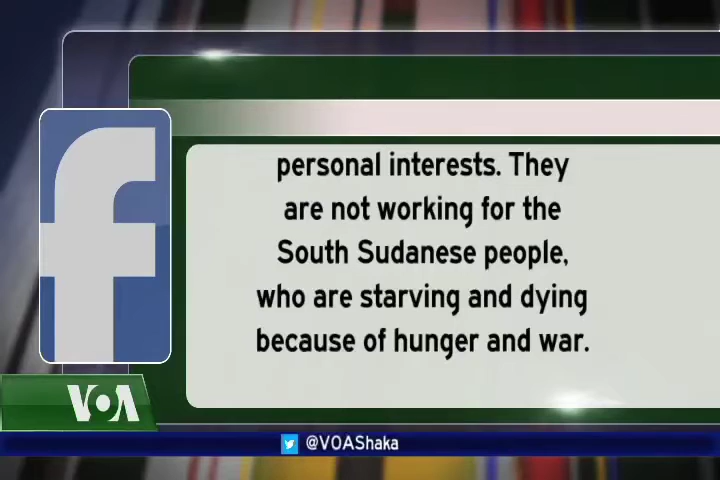 personal interests. They
are not working for the
South Sudanese people,
who are starving and dying
because of hunger and war.
VOA
@VOAShaka